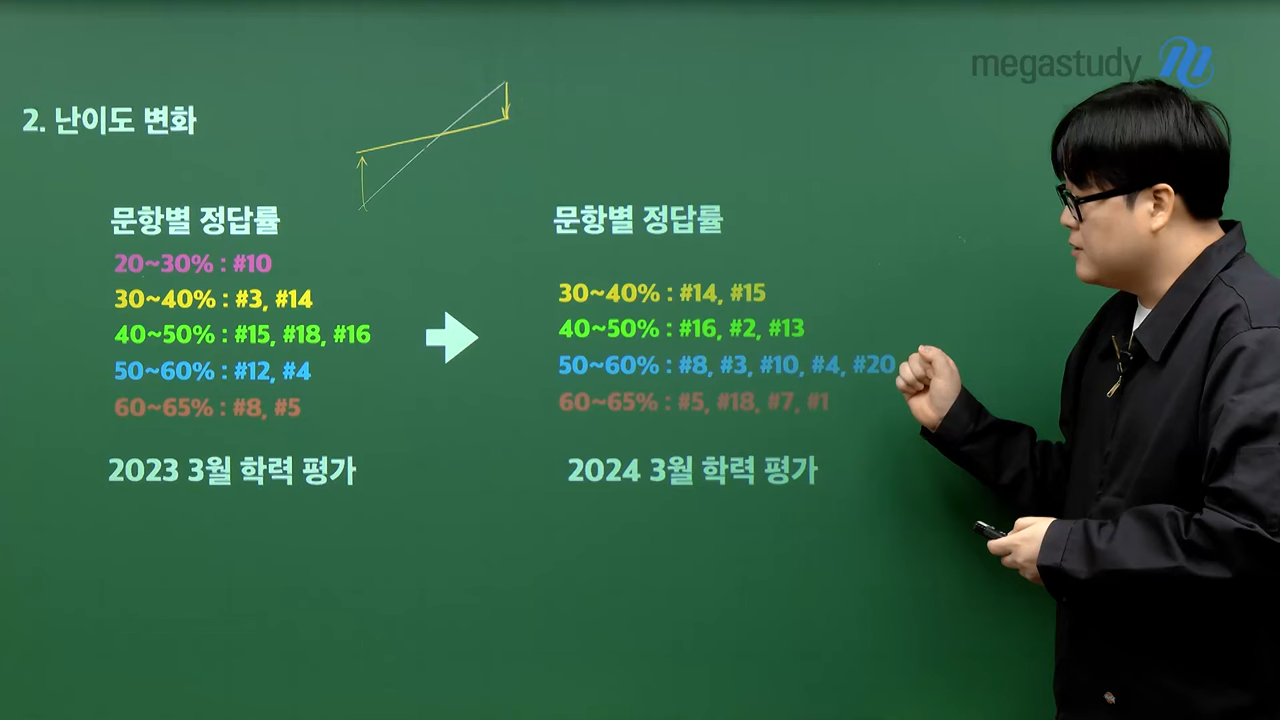 megastudy
2. 난이도 변화
문항별 정답률
20~30% : #10
30~40% : #3, #14
40~50% : #15, #18, #16
50~60% : #12, #4
60~65% : #8, #5
2023 3월 학력 평가
문항별 정답률
30~40% : #14, #15
40~50% : #16, #2, #13
50~60% : #8, #3, #10, #4, #20
60~65% : #5, #18, #7, #1
2024 3월 학력 평가